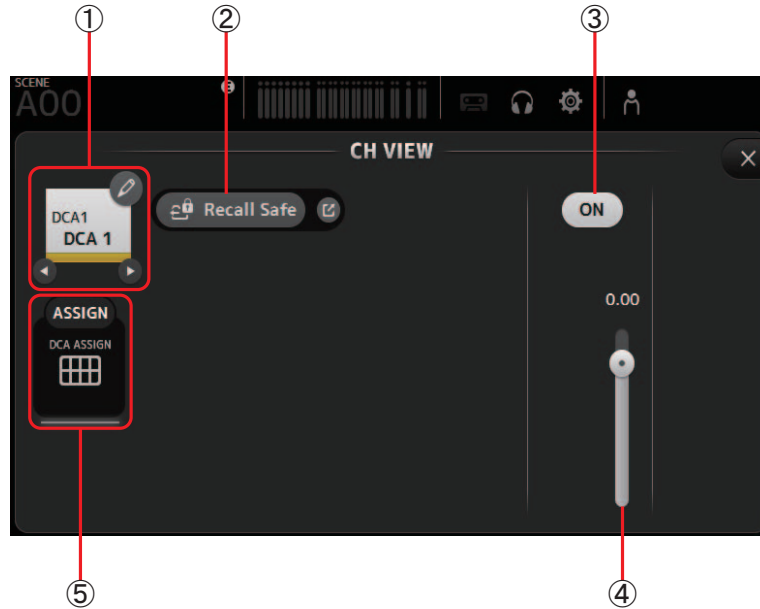 ① ② ③
SCENE
A00
CH VIEW
DCA1
DCA 1
Recall Safe
ON
0.00
ASSIGN
DCA ASSIGN
⑤ ④